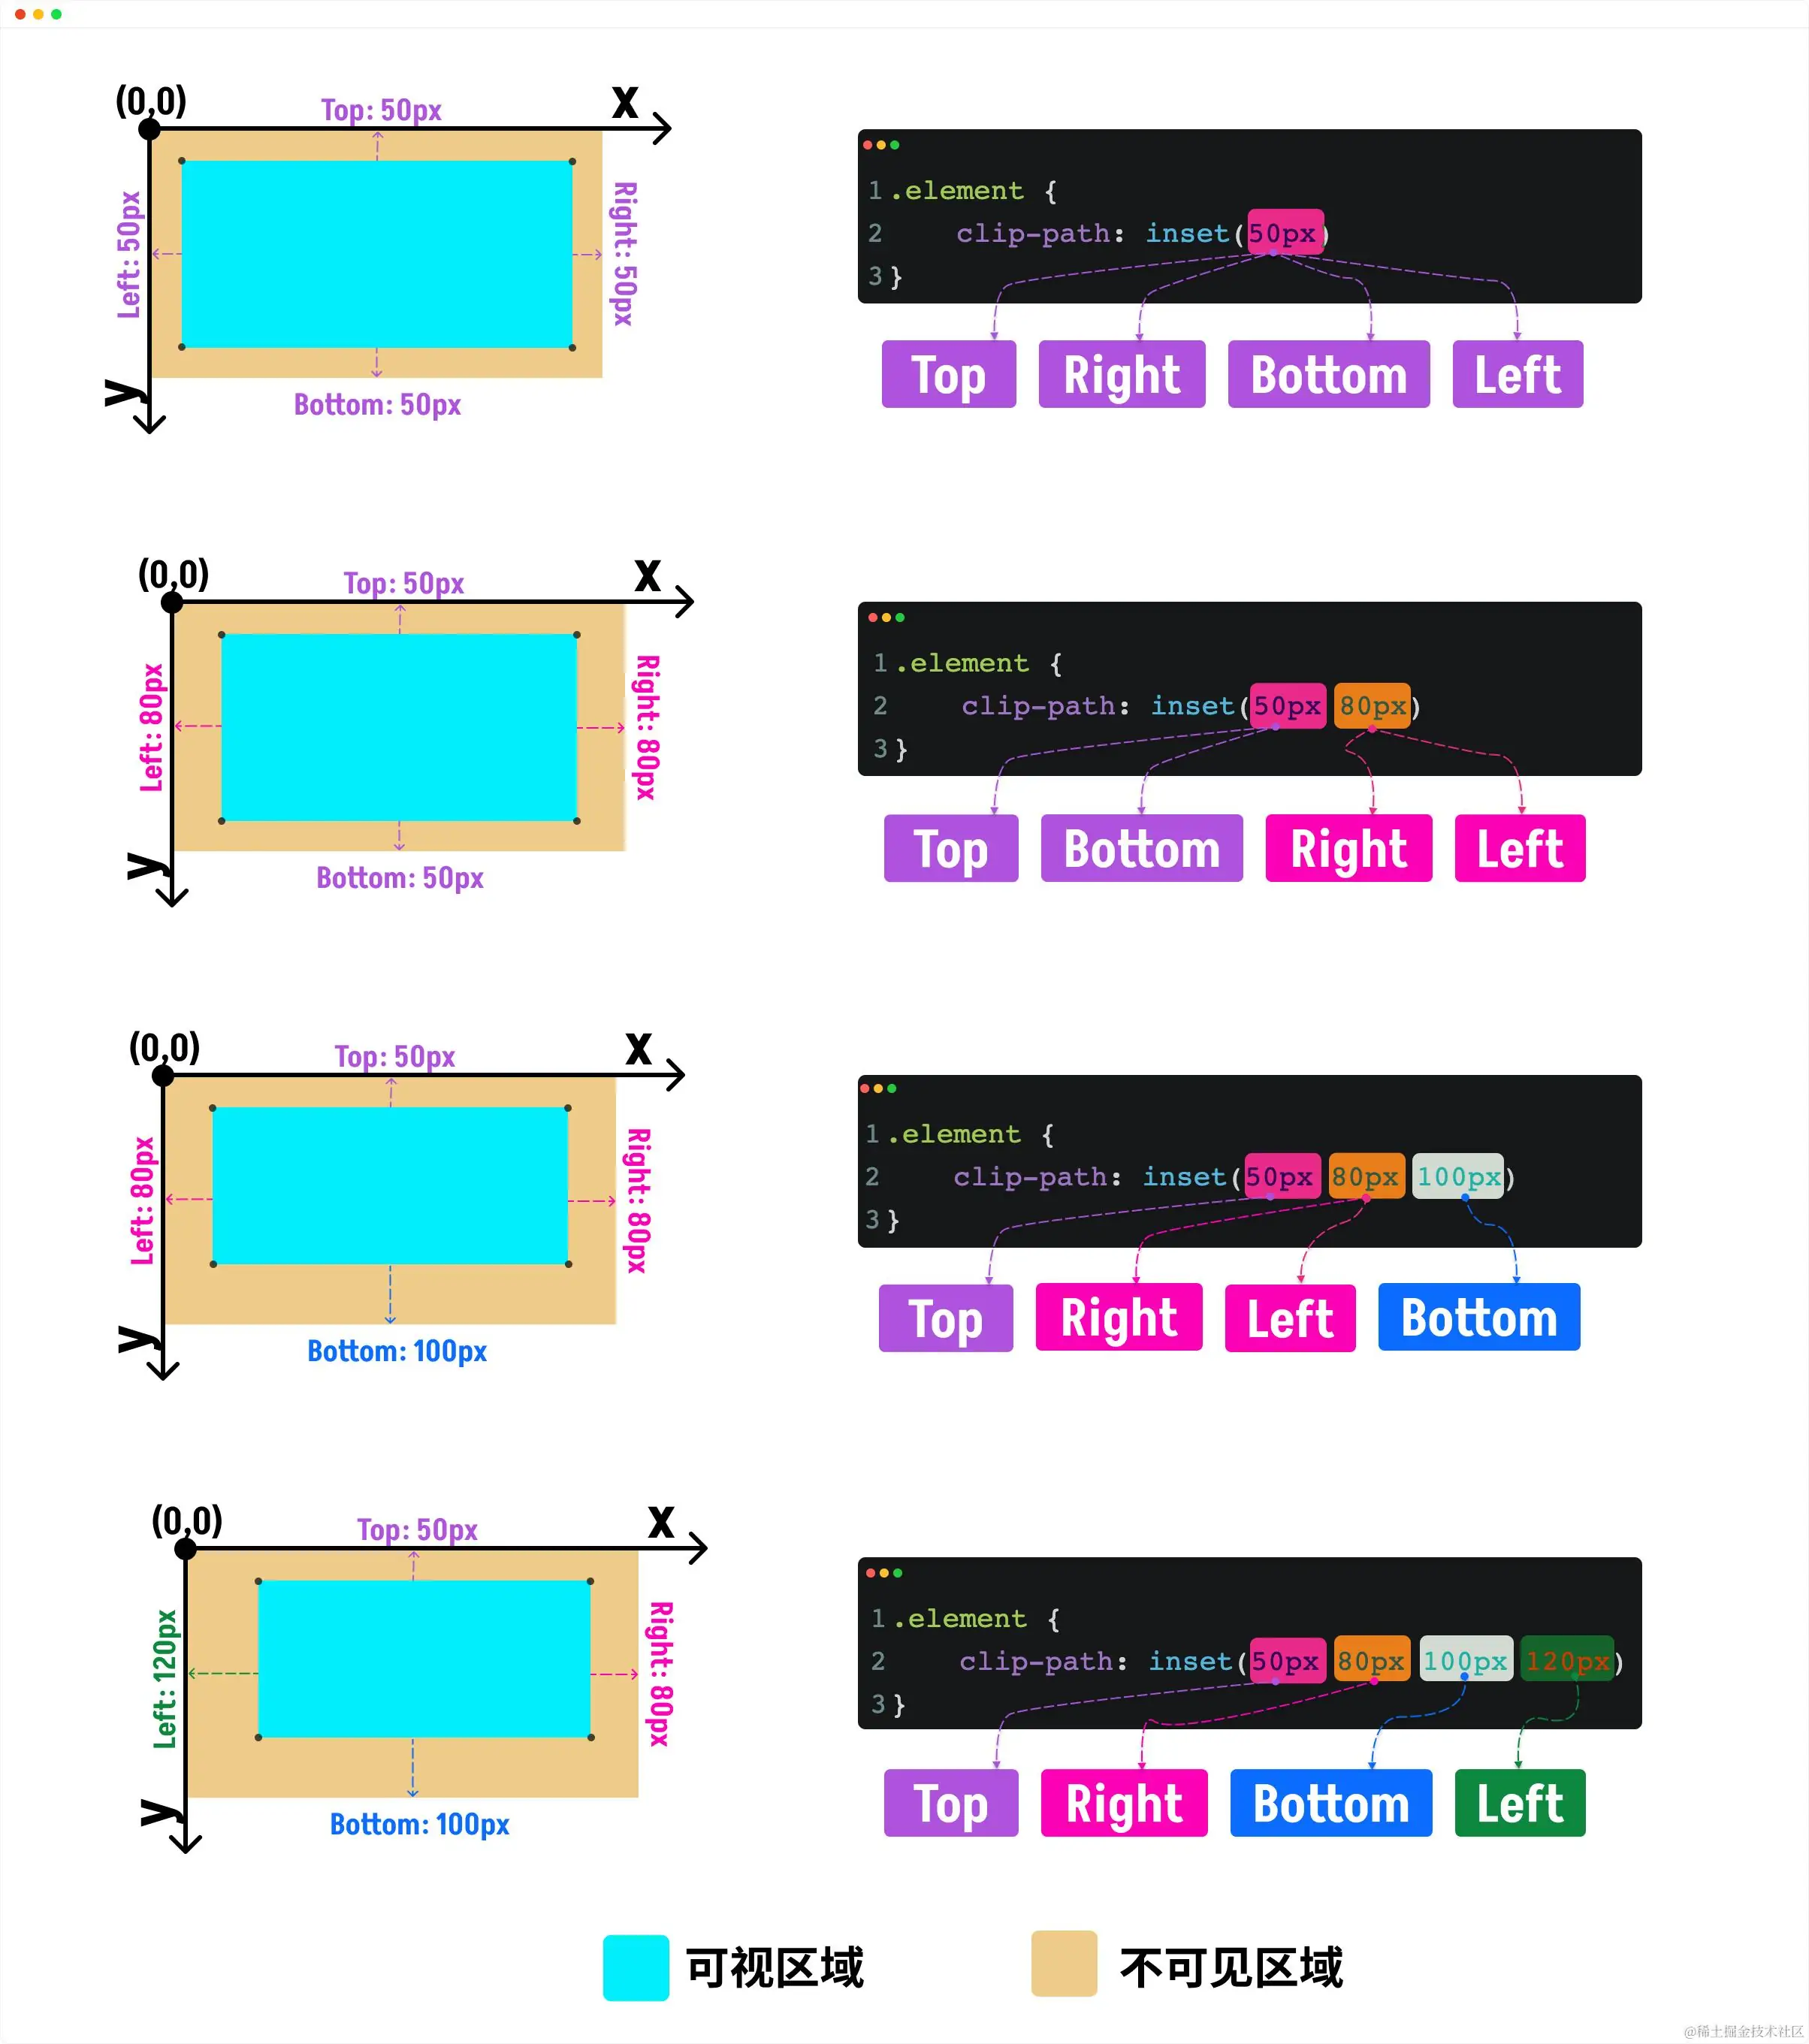 (0,0)
Top: 50px
X
Left: 50px
Right: 50px
Bottom: 50px
y
1 .element {
2 clip-path: inset(50px)
3 }
Top Right Bottom Left
(0,0)
Top: 50px
X
Left: 80px
Right: 80px
Bottom: 50px
y
1 .element {
2 clip-path: inset(50px 80px)
3 }
Top Bottom Right Left
(0,0)
Top: 50px
X
Left: 80px
Right: 80px
Bottom: 100px
y
1 .element {
2 clip-path: inset(50px 80px 100px)
3 }
Top Right Left Bottom
(0,0)
Top: 50px
X
Left: 120px
Right: 80px
Bottom: 100px
y
1 .element {
2 clip-path: inset(50px 80px 100px 120px)
3 }
Top Right Bottom Left
可视区域 不可见区域
@稀土掘金技术社区